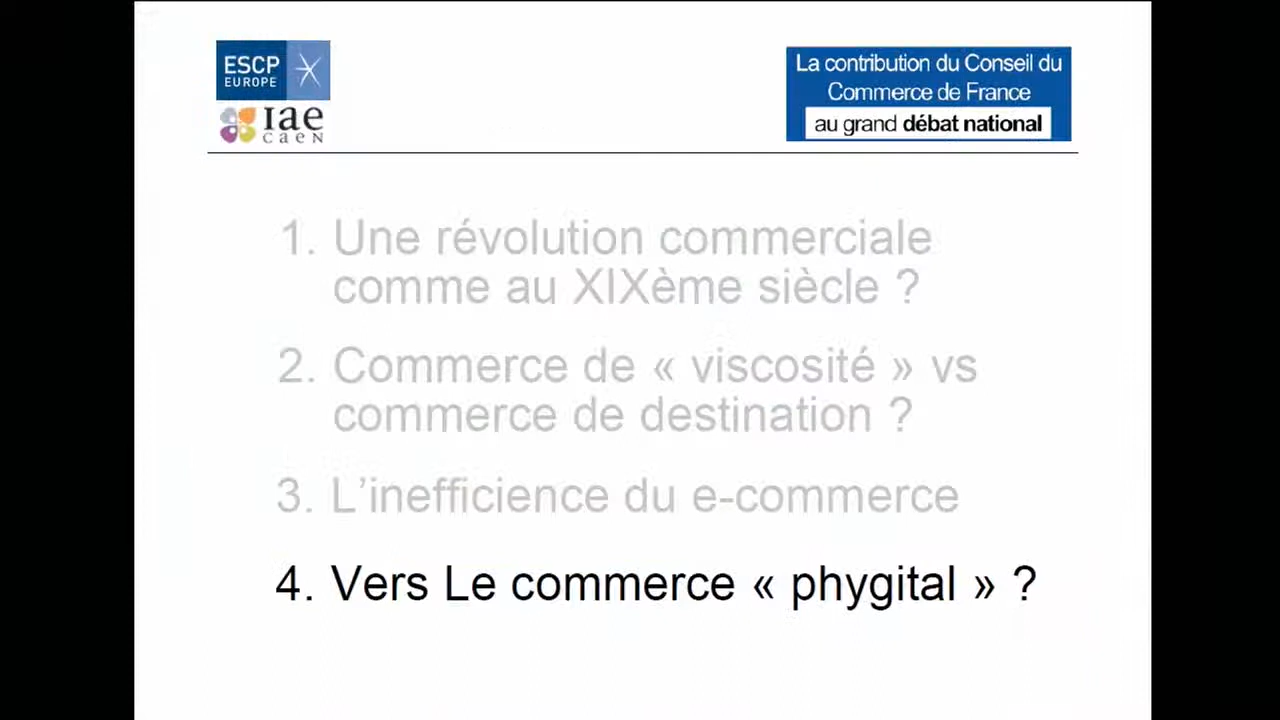 ESCP
EUROPE
Iae
CaeN
La contribution du Conseil du
Commerce de France
au grand débat national
1. Une révolution commerciale
comme au XIXème siècle ?
2. Commerce de « viscosité » vs
commerce de destination ?
3. L’inefficience du e-commerce
4. Vers Le commerce « phygital » ?